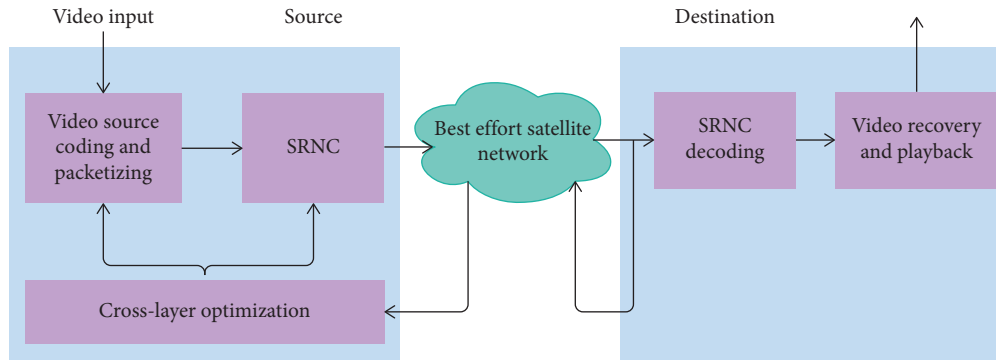 Video input
Source
Destination
Video source
coding and
packetizing
SRNC
Best effort satellite
network
SRNC
decoding
Video recovery
and playback
Cross-layer optimization